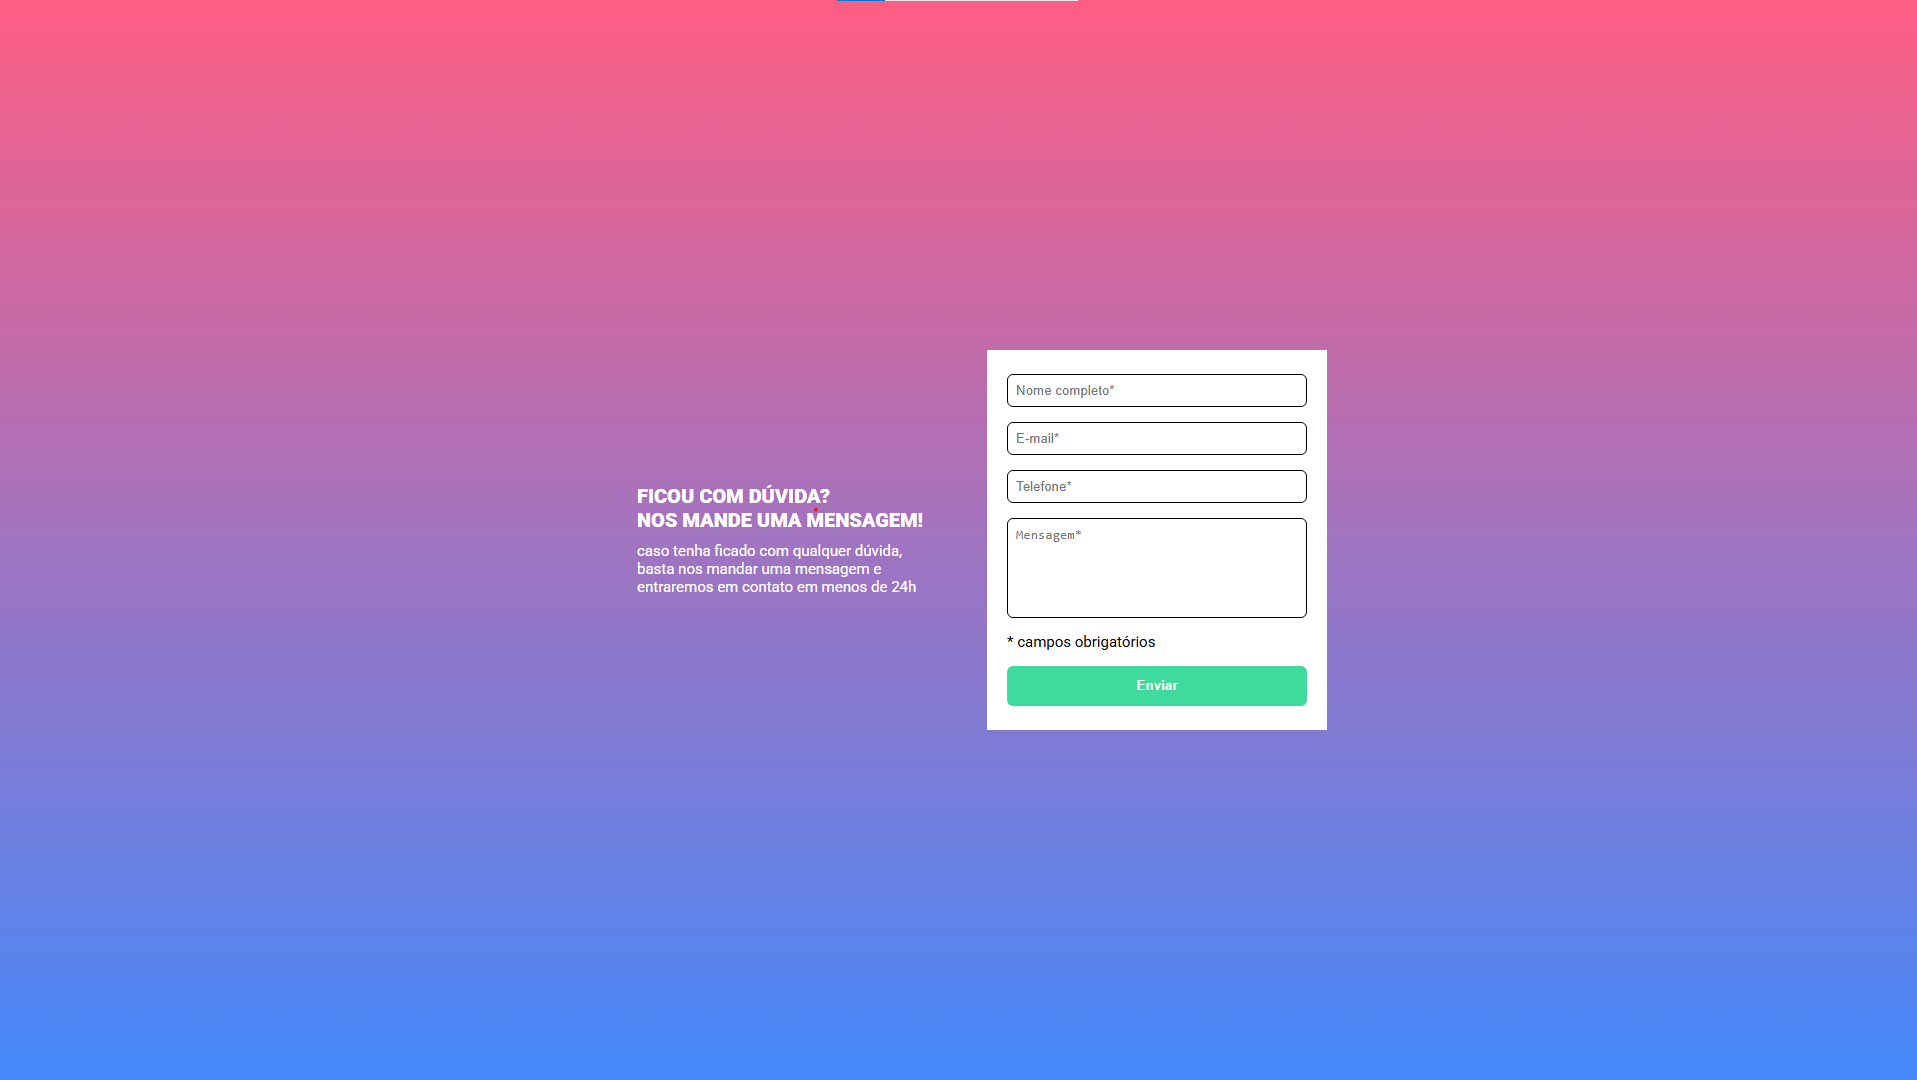 FICOU COM DÚVIDA?
NOS MANDE UMA MENSAGEM!
caso tenha ficado com qualquer dúvida,
basta nos mandar uma mensagem e
entraremos em contato em menos de 24h
Nome completo*
E-mail*
Telefone*
Mensagem*
* campos obrigatórios
Enviar